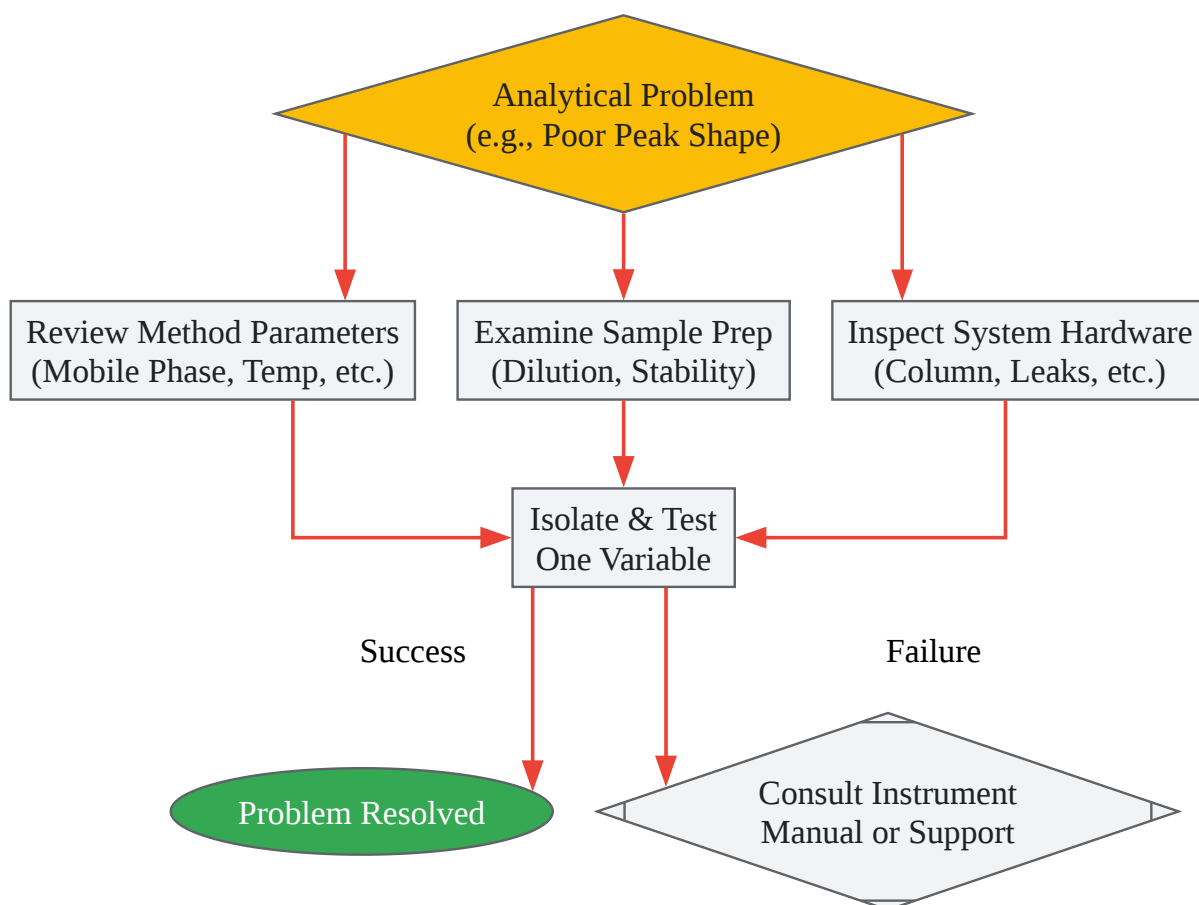 Analytical Problem
(e.g., Poor Peak Shape)
Review Method Parameters
(Mobile Phase, Temp, etc.)
Examine Sample Prep
(Dilution, Stability)
Inspect System Hardware
(Column, Leaks, etc.)
Isolate & Test
One Variable
Success
Failure
Problem Resolved
Consult Instrument
Manual or Support